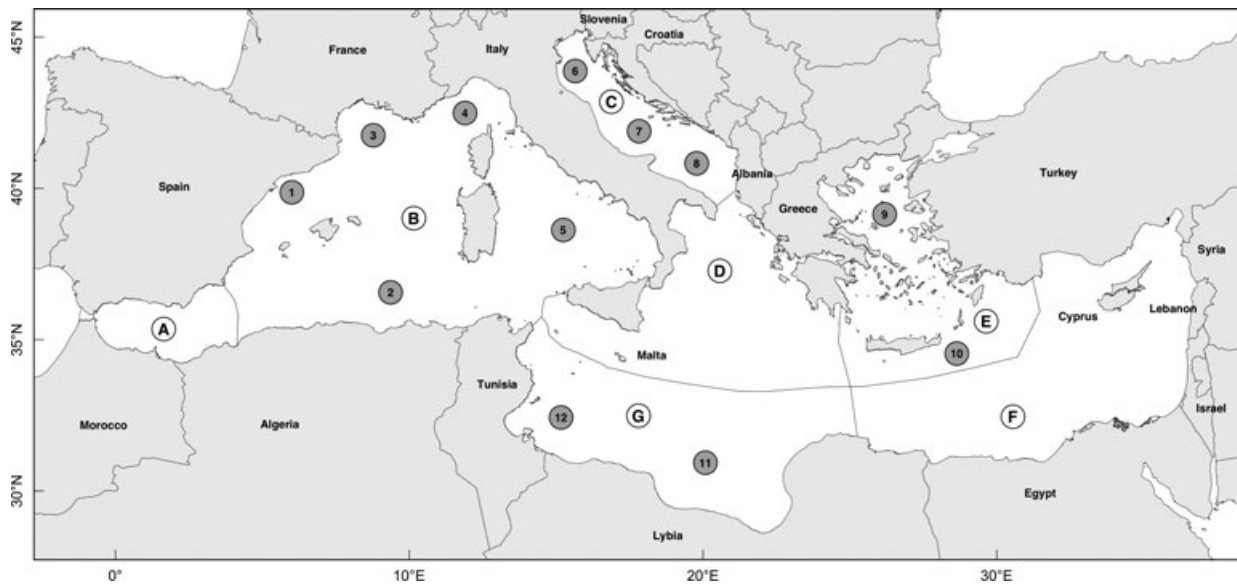 Slovenia
45°N
France
Italy
Croatia
6
C
4
3
7
8
Albania
Spain
40°N
1
Turkey
Greece
9
B
5
Syria
D
2
Lebanon
A
E
Cyprus
35°N
Malta
10
Tunisia
Israel
12
G
F
Morocco
Algeria
11
30°N
Egypt
Lybia
0°
10°E
20°E
30°E